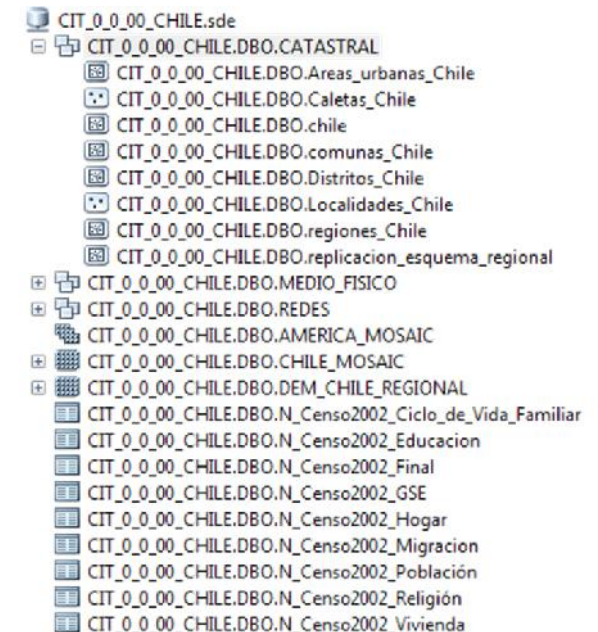 CIT_0_0_00_CHILE.sde
CIT_0_0_00_CHILE.DBO.CATASTRAL
CIT_0_0_00_CHILE.DBO.Areas_urbanas_Chile
CIT_0_0_00_CHILE.DBO.Caletas_Chile
CIT_0_0_00_CHILE.DBO.chile
CIT_0_0_00_CHILE.DBO.comunas_Chile
CIT_0_0_00_CHILE.DBO.Distritos_Chile
CIT_0_0_00_CHILE.DBO.Localidades_Chile
CIT_0_0_00_CHILE.DBO.regiones_Chile
CIT_0_0_00_CHILE.DBO.replicacion_esquema_regional
CIT_0_0_00_CHILE.DBO.MEDIO_FISICO
CIT_0_0_00_CHILE.DBO.REDES
CIT_0_0_00_CHILE.DBO.AMERICA_MOSAIC
CIT_0_0_00_CHILE.DBO.CHILE_MOSAIC
CIT_0_0_00_CHILE.DBO.DEM_CHILE_REGIONAL
CIT_0_0_00_CHILE.DBO.N_Censo2002_Ciclo_de_Vida_Familiar
CIT_0_0_00_CHILE.DBO.N_Censo2002_Educacion
CIT_0_0_00_CHILE.DBO.N_Censo2002_Final
CIT_0_0_00_CHILE.DBO.N_Censo2002_GSE
CIT_0_0_00_CHILE.DBO.N_Censo2002_Hogar
CIT_0_0_00_CHILE.DBO.N_Censo2002_Migracion
CIT_0_0_00_CHILE.DBO.N_Censo2002_Población
CIT_0_0_00_CHILE.DBO.N_Censo2002_Religión
CIT_0_0_00_CHILE.DBO.N_Censo2002_Vivienda